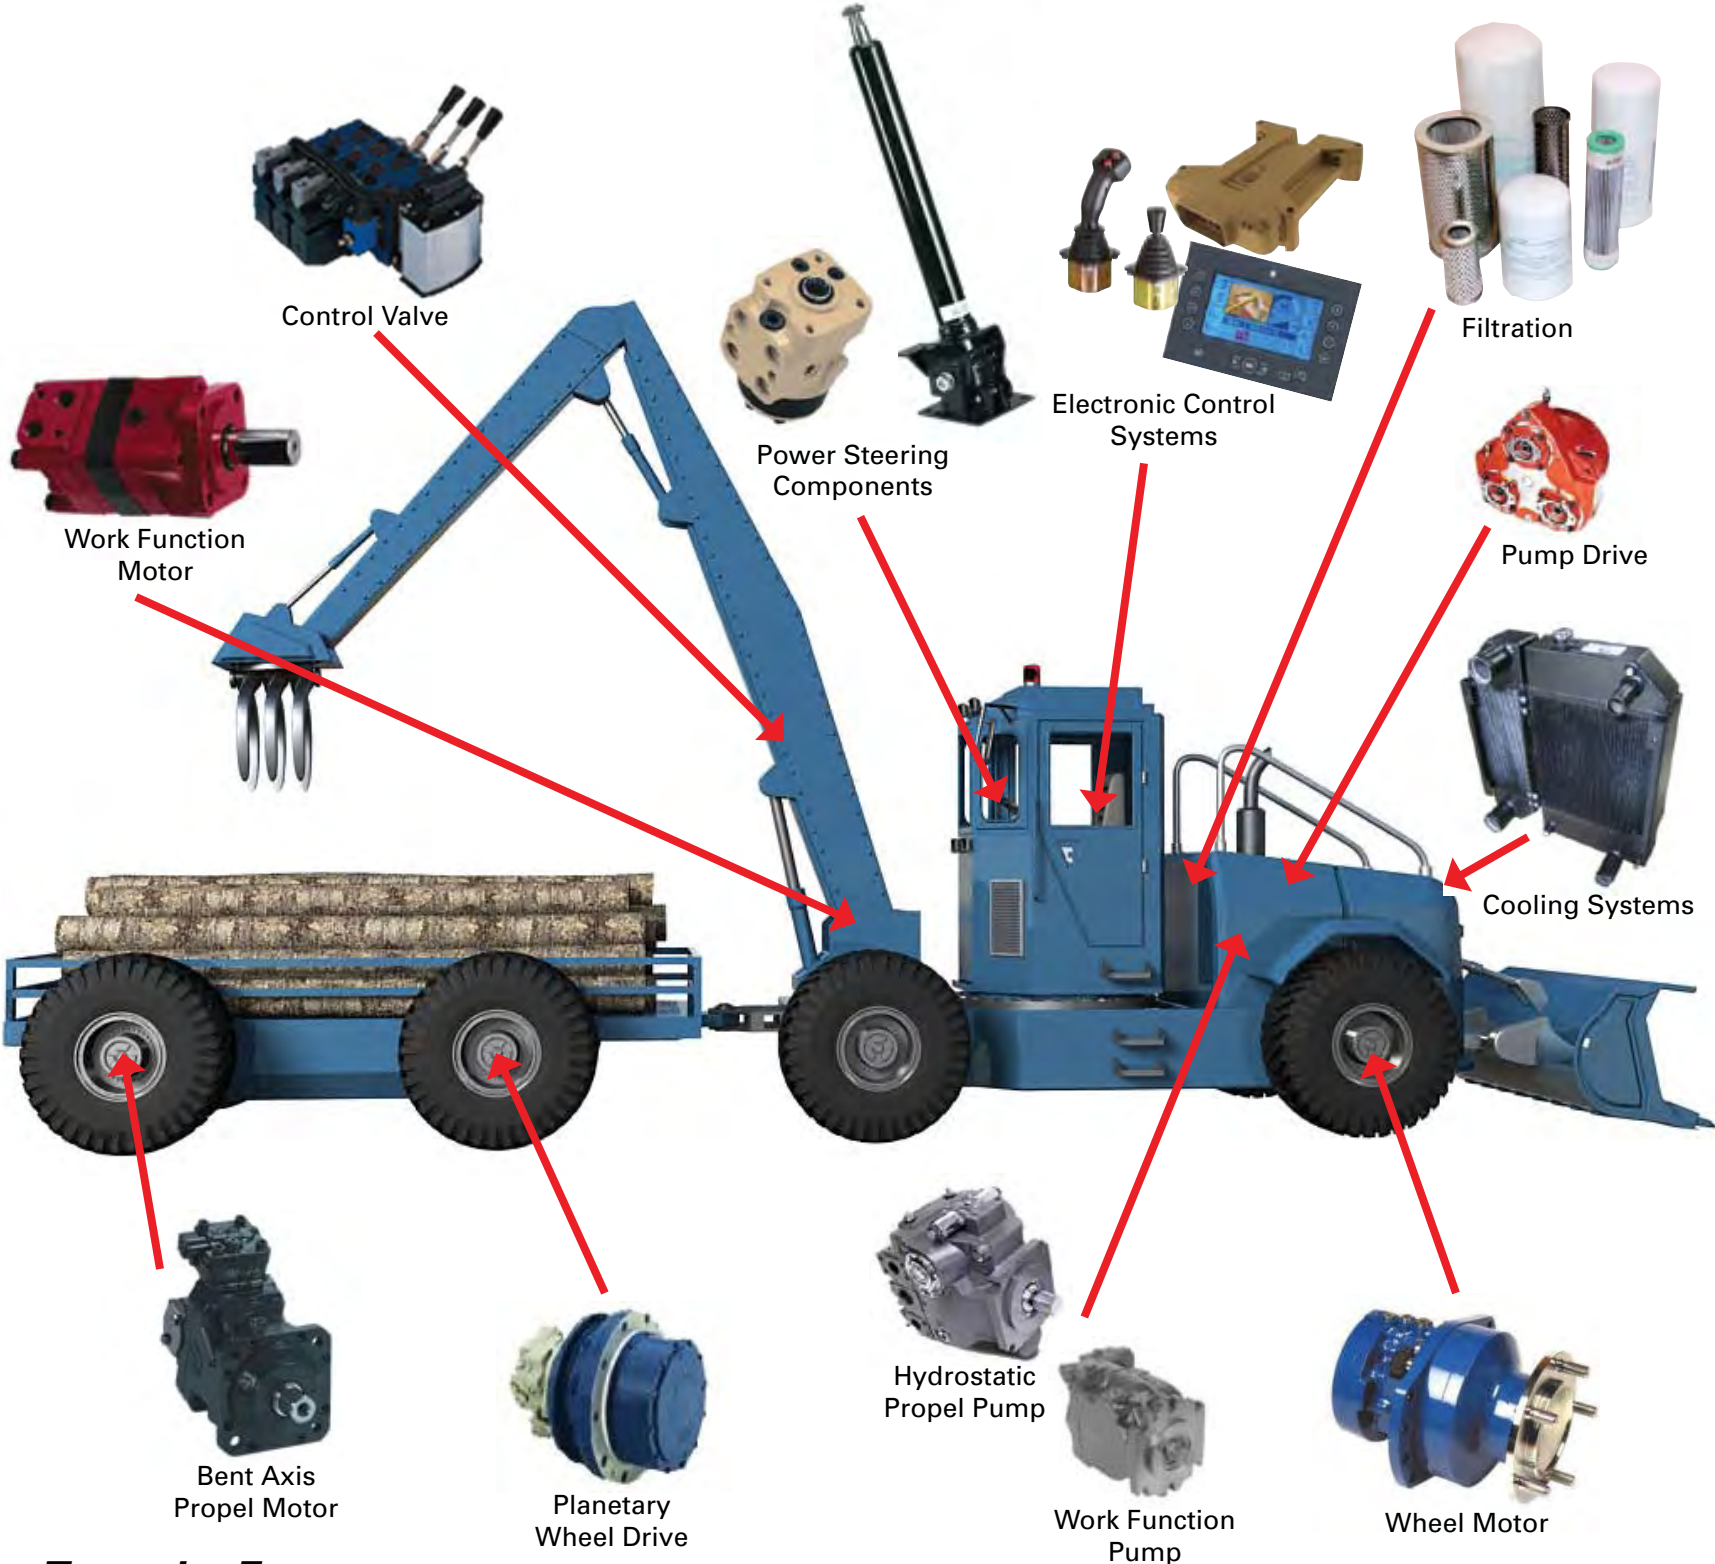 Control Valve
Filtration
Electronic Control
Systems
Power Steering
Components
Work Function
Motor
Pump Drive
Cooling Systems
Hydrostatic
Propel Pump
Bent Axis
Propel Motor
Planetary
Wheel Drive
Work Function
Pump
Wheel Motor